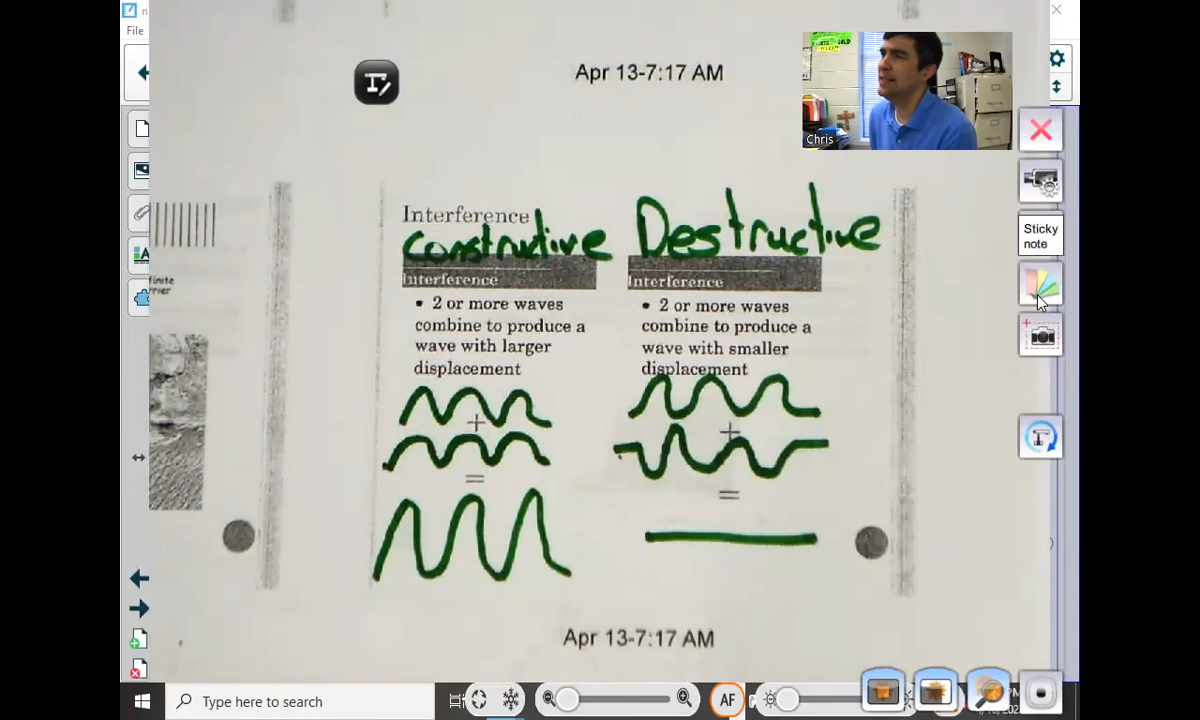 File
Apr 13-7:17 AM
Chris
Interference
Constructive
Destructive
Interference
• 2 or more waves
combine to produce a
wave with larger
displacement
+
=
Interference
• 2 or more waves
combine to produce a
wave with smaller
displacement
+
=
Sticky
note
Apr 13-7:17 AM
Type here to search
AF